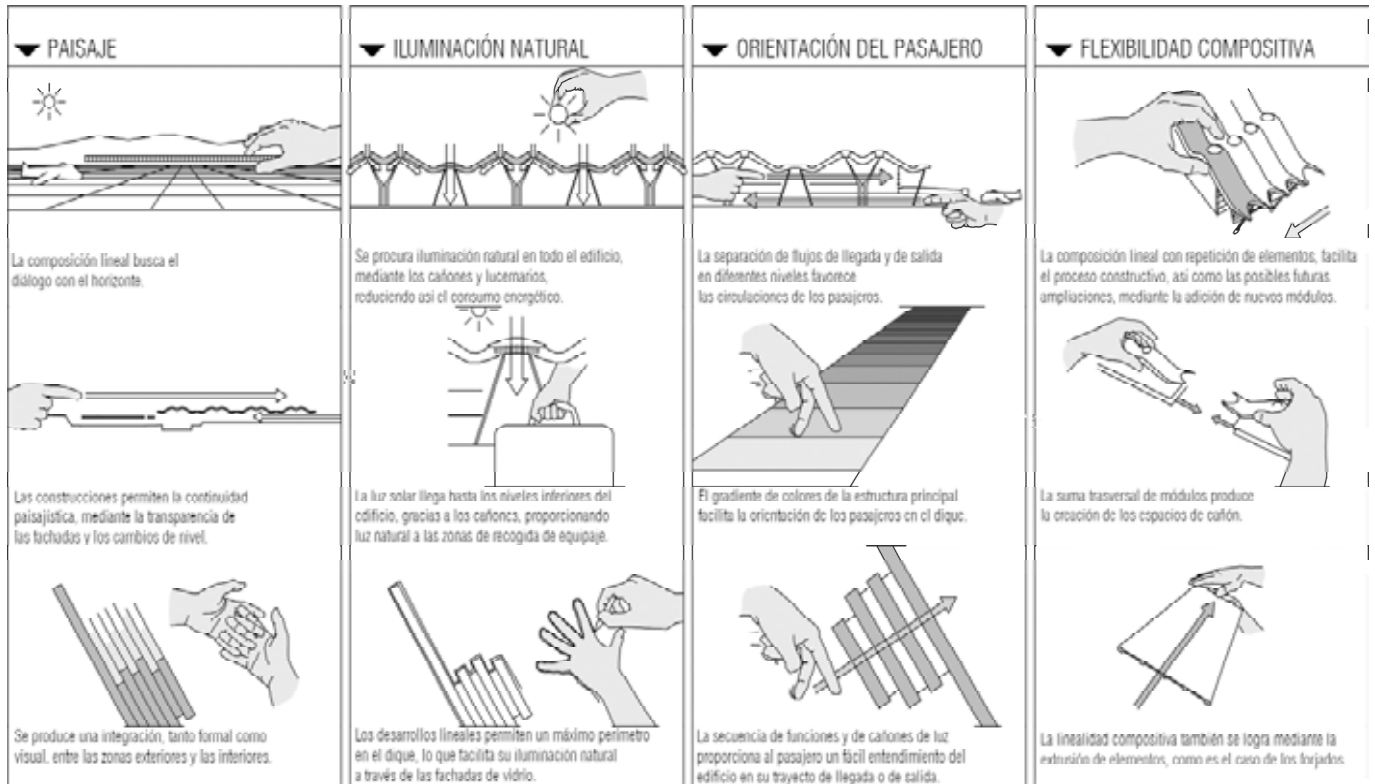 PAISAJE
La composición lineal busca el
diálogo con el horizonte.
Las construcciones permiten la continuidad
paisajística, mediante la transparencia de
las fachadas y los cambios de nivel.
Se produce una integración, tanto formal como
visual, entre las zonas exteriores y las interiores.
ILUMINACIÓN NATURAL
Se procura iluminación natural en todo el edificio,
mediante los cañones y lucernarios,
reduciendo así el consumo energético.
La luz solar llega hasta los niveles inferiores del
edificio, gracias a los cañones, proporcionando
luz natural a las zonas de recogida de equipaje.
Los desarrollos lineales permiten un máximo perímetro
en el dique, lo que facilita su iluminación natural
a través de las fachadas de vidrio.
ORIENTACIÓN DEL PASAJERO
La separación de flujos de llegada y de salida
en diferentes niveles favorece
las circulaciones de los pasajeros.
El gradiente de colores de la estructura principal
facilita la orientación de los pasajeros en el dique.
La secuencia de funciones y de cañones de luz
proporciona al pasajero un fácil entendimiento del
edificio en su trayecto de llegada o de salida.
FLEXIBILIDAD COMPOSITIVA
La composición lineal con repetición de elementos, facilita
el proceso constructivo, así como las posibles futuras
ampliaciones, mediante la adición de nuevos módulos.
La suma trasversal de módulos produce
la creación de los espacios de cañón.
La linealidad compositiva también se logra mediante la
extrusión de elementos, como es el caso de los forjados.